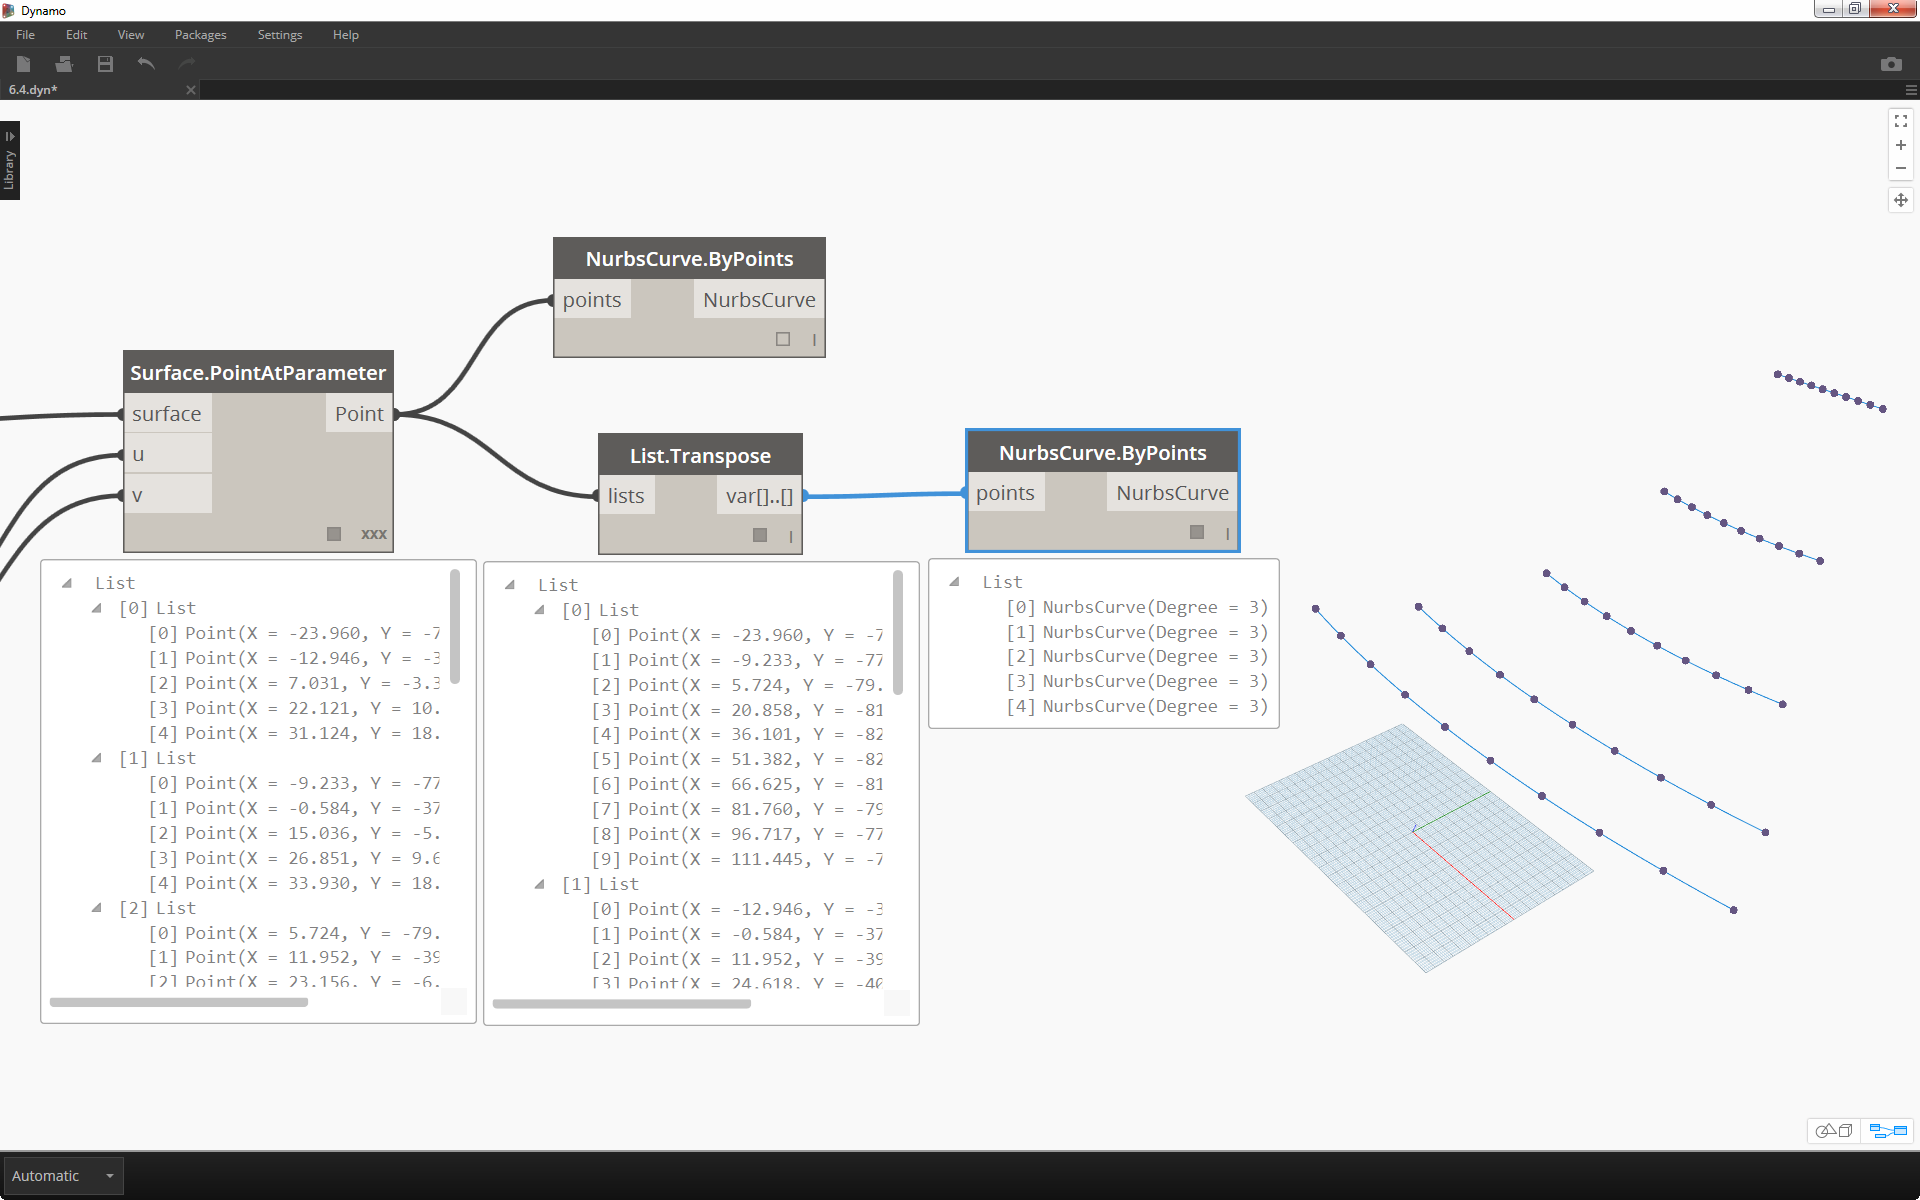 Dynamo
File Edit View Packages Settings Help
6.4.dyn*
Library
NurbsCurve.ByPoints
points NurbsCurve
Surface.PointAtParameter
surface Point
u
v
xxx
List.Transpose
lists var[]..[]
NurbsCurve.ByPoints
points NurbsCurve
List
[0] List
[0] Point(X = -23.960, Y = -7
[1] Point(X = -12.946, Y = -3
[2] Point(X = 7.031, Y = -3.3
[3] Point(X = 22.121, Y = 10.
[4] Point(X = 31.124, Y = 18.
[1] List
[0] Point(X = -9.233, Y = -77
[1] Point(X = -0.584, Y = -37
[2] Point(X = 15.036, Y = -5.
[3] Point(X = 26.851, Y = 9.6
[4] Point(X = 33.930, Y = 18.
[2] List
[0] Point(X = 5.724, Y = -79.
[1] Point(X = 11.952, Y = -39
[2] Point(X = 23.156, Y = -6.
List
[0] List
[0] Point(X = -23.960, Y = -7
[1] Point(X = -9.233, Y = -77
[2] Point(X = 5.724, Y = -79.
[3] Point(X = 20.858, Y = -81
[4] Point(X = 36.101, Y = -82
[5] Point(X = 51.382, Y = -82
[6] Point(X = 66.625, Y = -81
[7] Point(X = 81.760, Y = -79
[8] Point(X = 96.717, Y = -77
[9] Point(X = 111.445, Y = -7
[1] List
[0] Point(X = -12.946, Y = -3
[1] Point(X = -0.584, Y = -37
[2] Point(X = 11.952, Y = -39
[3] Point(X = 24.618, Y = -40
List
[0] NurbsCurve(Degree = 3)
[1] NurbsCurve(Degree = 3)
[2] NurbsCurve(Degree = 3)
[3] NurbsCurve(Degree = 3)
[4] NurbsCurve(Degree = 3)
Automatic